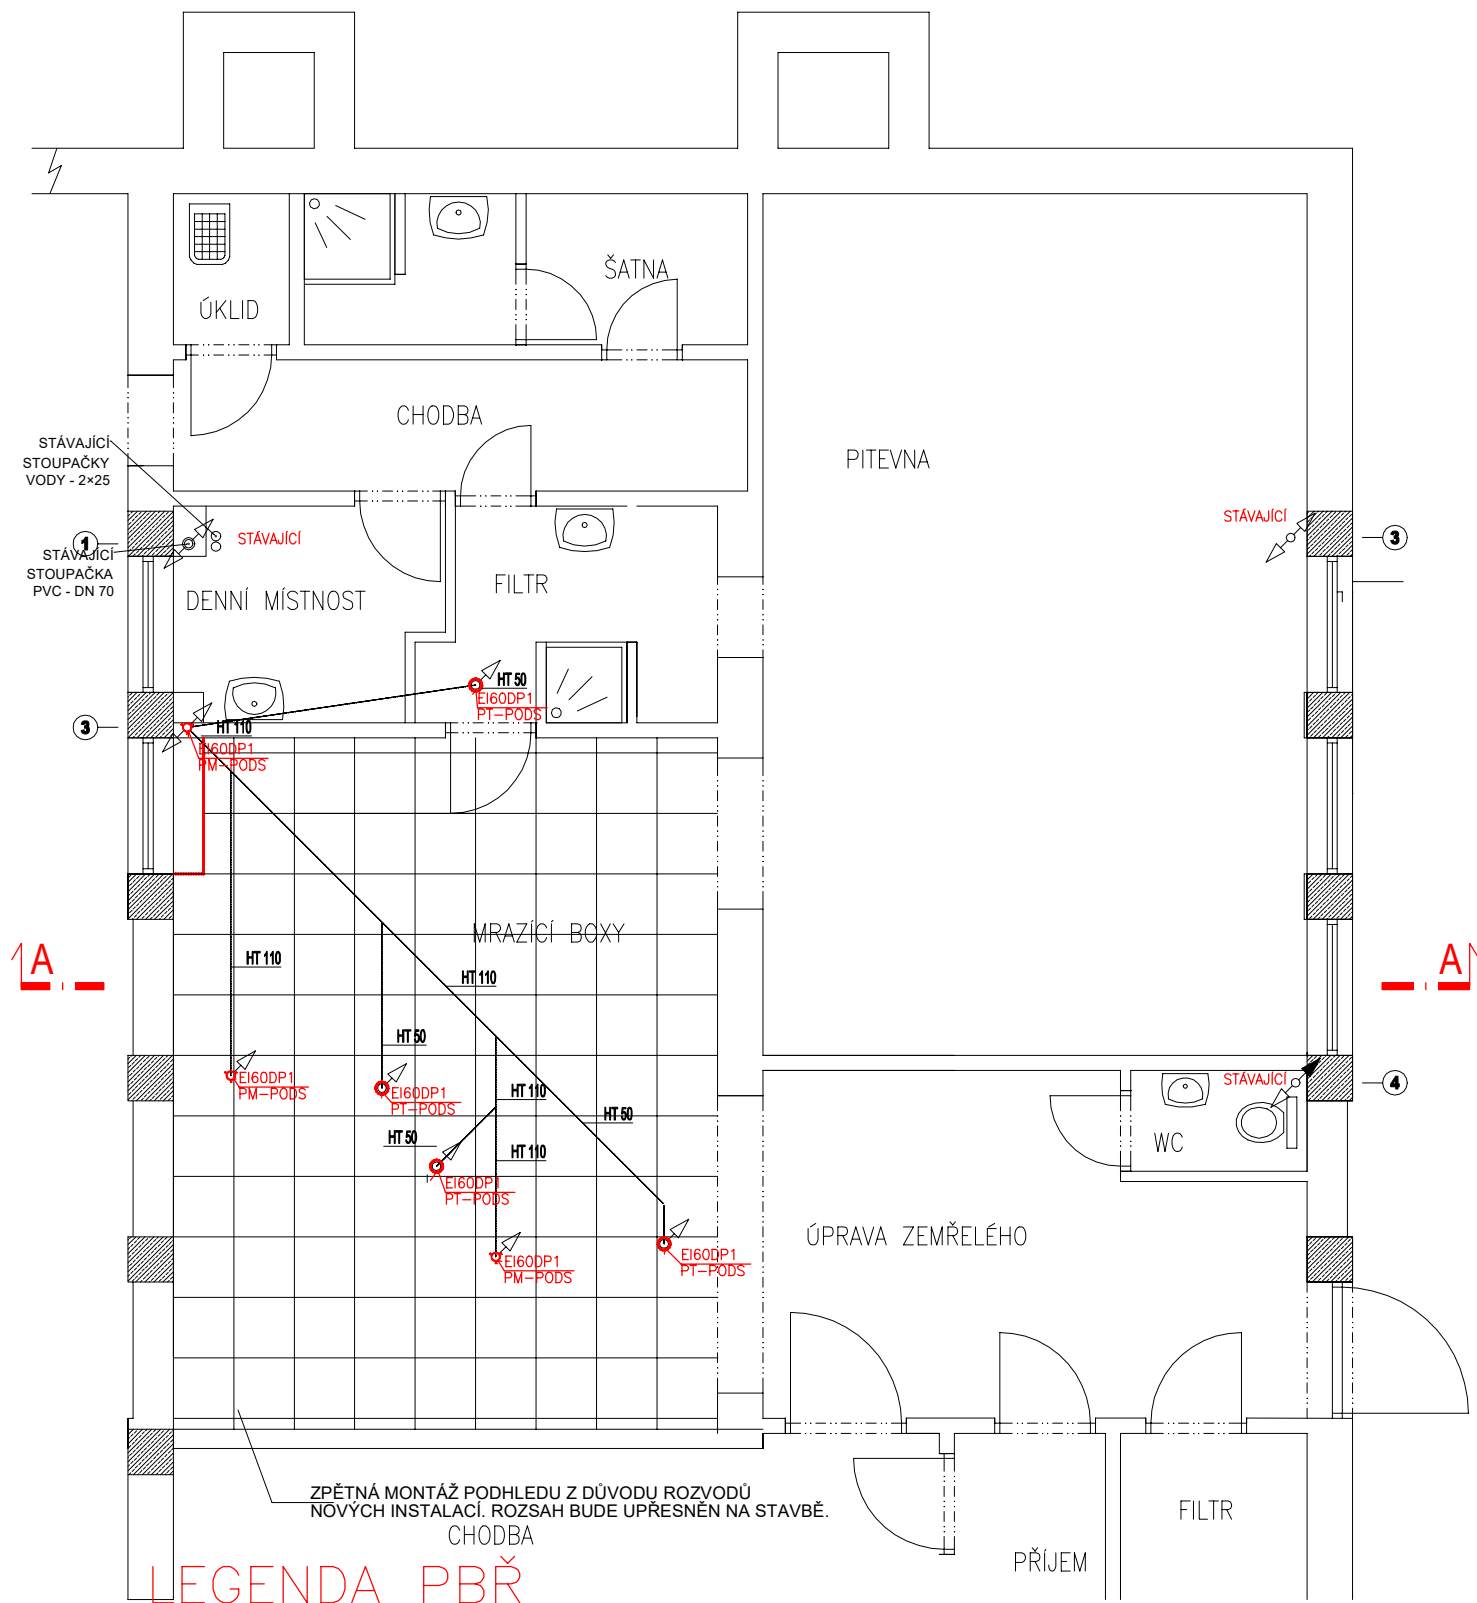 ŠATNA
ÚKLID
CHODBA
STÁVAJÍCÍ
STOUPAČKY
VODY - 2×25
PITEVNA
STÁVAJÍCÍ
3
1
STÁVAJÍCÍ
STÁVAJÍCÍ
STOUPAČKA
PVC - DN 70
DENNÍ MÍSTNOST
FILTR
HT 50
EI60DP1
PT-PODS
3
HT 110
EI60DP1
PM-PODS
MRAZÍCÍ BOXY
A
A
HT 110
HT 110
HT 50
EI60DP1
PM-PODS
EI60DP1
PT-PODS
HT 110
HT 50
HT 50
HT 110
EI60DP1
PT-PODS
STÁVAJÍCÍ
4
WC
ÚPRAVA ZEMŘELÉHO
EI60DP1
PM-PODS
EI60DP1
PT-PODS
ZPĚTNÁ MONTÁŽ PODHLEDU Z DŮVODU ROZVODŮ
NOVÝCH INSTALACÍ. ROZSAH BUDE UPŘESNĚN NA STAVBĚ.
CHODBA
FILTR
PŘÍJEM
LEGENDA PBŘ